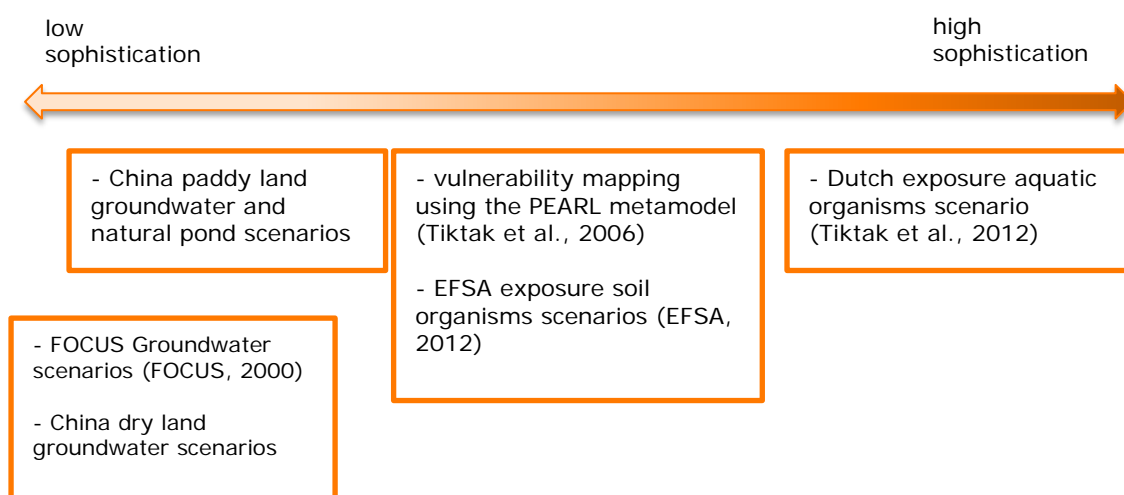 low
sophistication
high
sophistication
- China paddy land
groundwater and
natural pond scenarios
- vulnerability mapping
using the PEARL metamodel
(Tiktak et al., 2006)
- EFSA exposure soil
organisms scenarios (EFSA,
2012)
- Dutch exposure aquatic
organisms scenario
(Tiktak et al., 2012)
- FOCUS Groundwater
scenarios (FOCUS, 2000)
- China dry land
groundwater scenarios